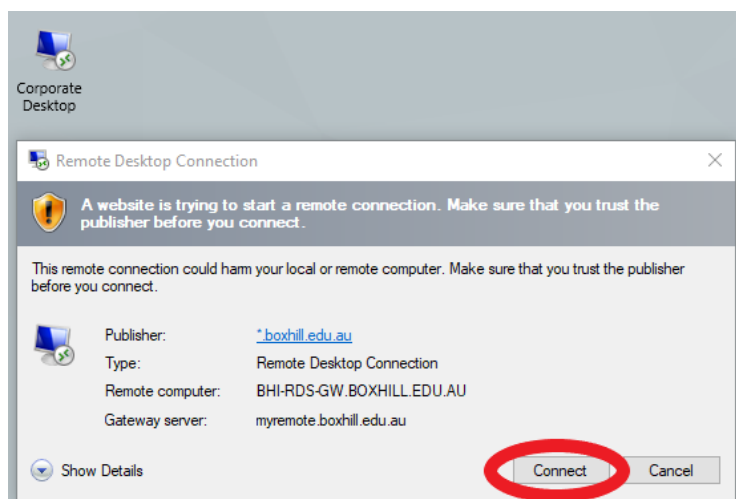 Corporate
Desktop
Remote Desktop Connection
A website is trying to start a remote connection. Make sure that you trust the
publisher before you connect.
This remote connection could harm your local or remote computer. Make sure that you trust the publisher
before you connect.
Publisher: *.boxhill.edu.au
Type: Remote Desktop Connection
Remote computer: BHI-RDS-GW.BOXHILL.EDU.AU
Gateway server: myremote.boxhill.edu.au
Show Details Connect Cancel